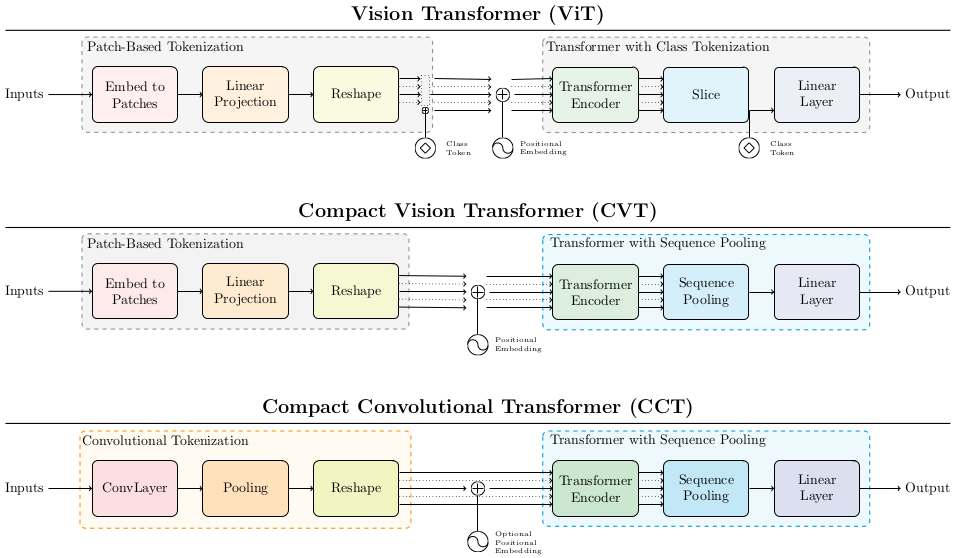 Vision Transformer (ViT)
Patch-Based Tokenization
Transformer with Class Tokenization
Inputs
Embed to
Patches
Linear
Projection
Reshape
Transformer
Encoder
Slice
Linear
Layer
Output
Class
Token
Positional
Embedding
Class
Token
Compact Vision Transformer (CVT)
Patch-Based Tokenization
Transformer with Sequence Pooling
Inputs
Embed to
Patches
Linear
Projection
Reshape
Transformer
Encoder
Sequence
Pooling
Linear
Layer
Output
Positional
Embedding
Compact Convolutional Transformer (CCT)
Convolutional Tokenization
Transformer with Sequence Pooling
Inputs
ConvLayer
Pooling
Reshape
Transformer
Encoder
Sequence
Pooling
Linear
Layer
Output
Optional
Positional
Embedding